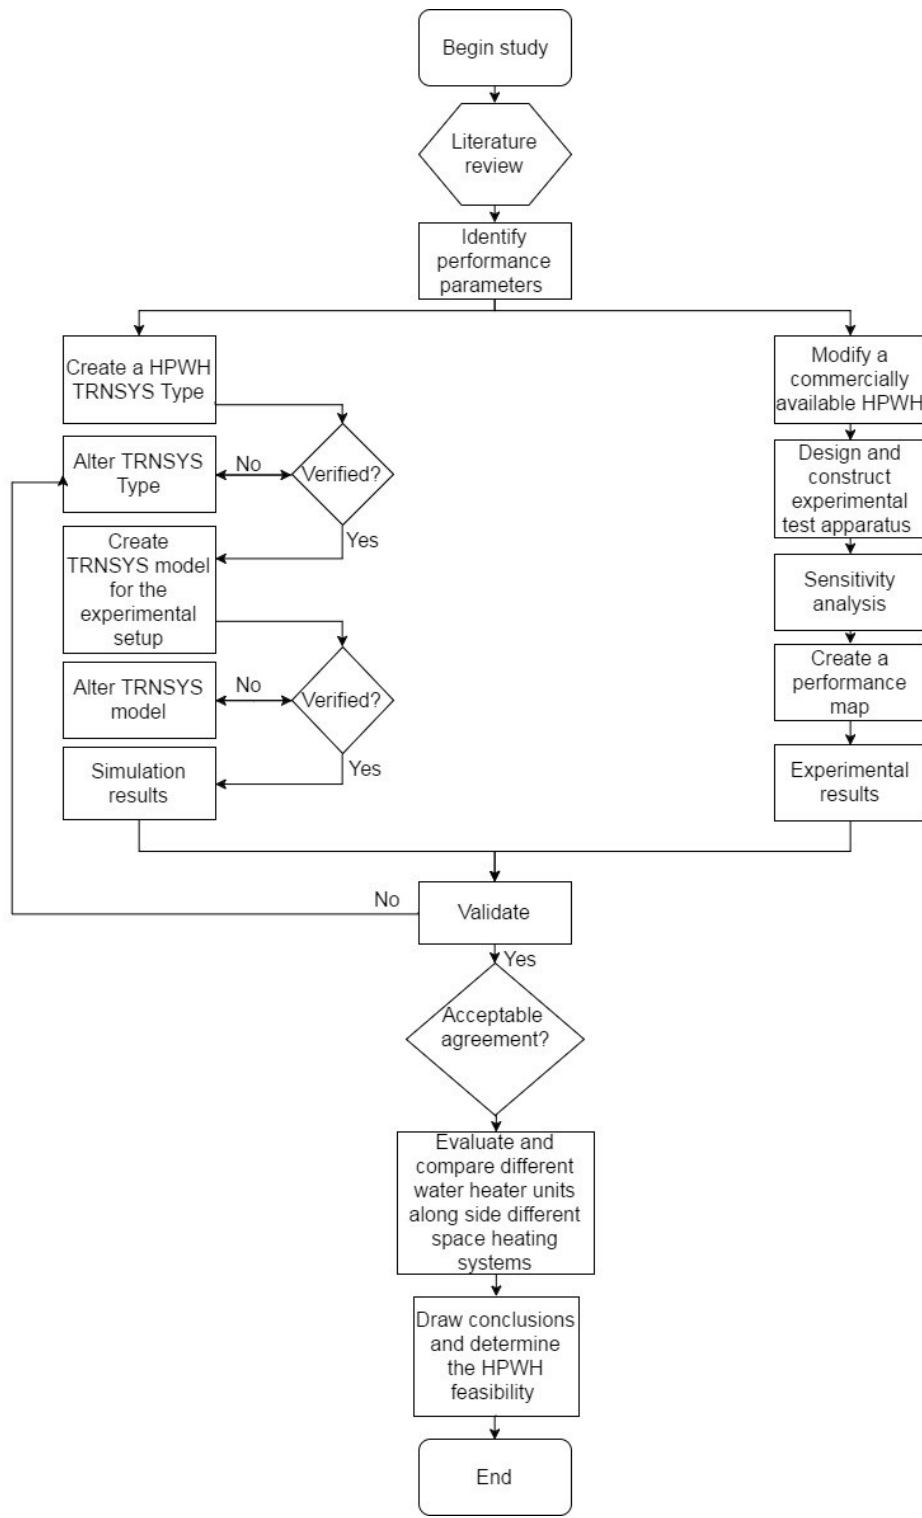 Begin study
Literature
review
Identify
performance
parameters
Create a HPWH
TRNSYS Type
Verified?
No
Alter TRNSYS
Type
Yes
Create
TRNSYS model
for the
experimental
setup
Verified?
No
Alter TRNSYS
model
Yes
Simulation
results
Modify a
commercially
available HPWH
Design and
construct
experimental
test apparatus
Sensitivity
analysis
Create a
performance
map
Experimental
results
No
Validate
Yes
Acceptable
agreement?
Evaluate and
compare different
water heater units
along side different
space heating
systems
Draw conclusions
and determine
the HPWH
feasibility
End